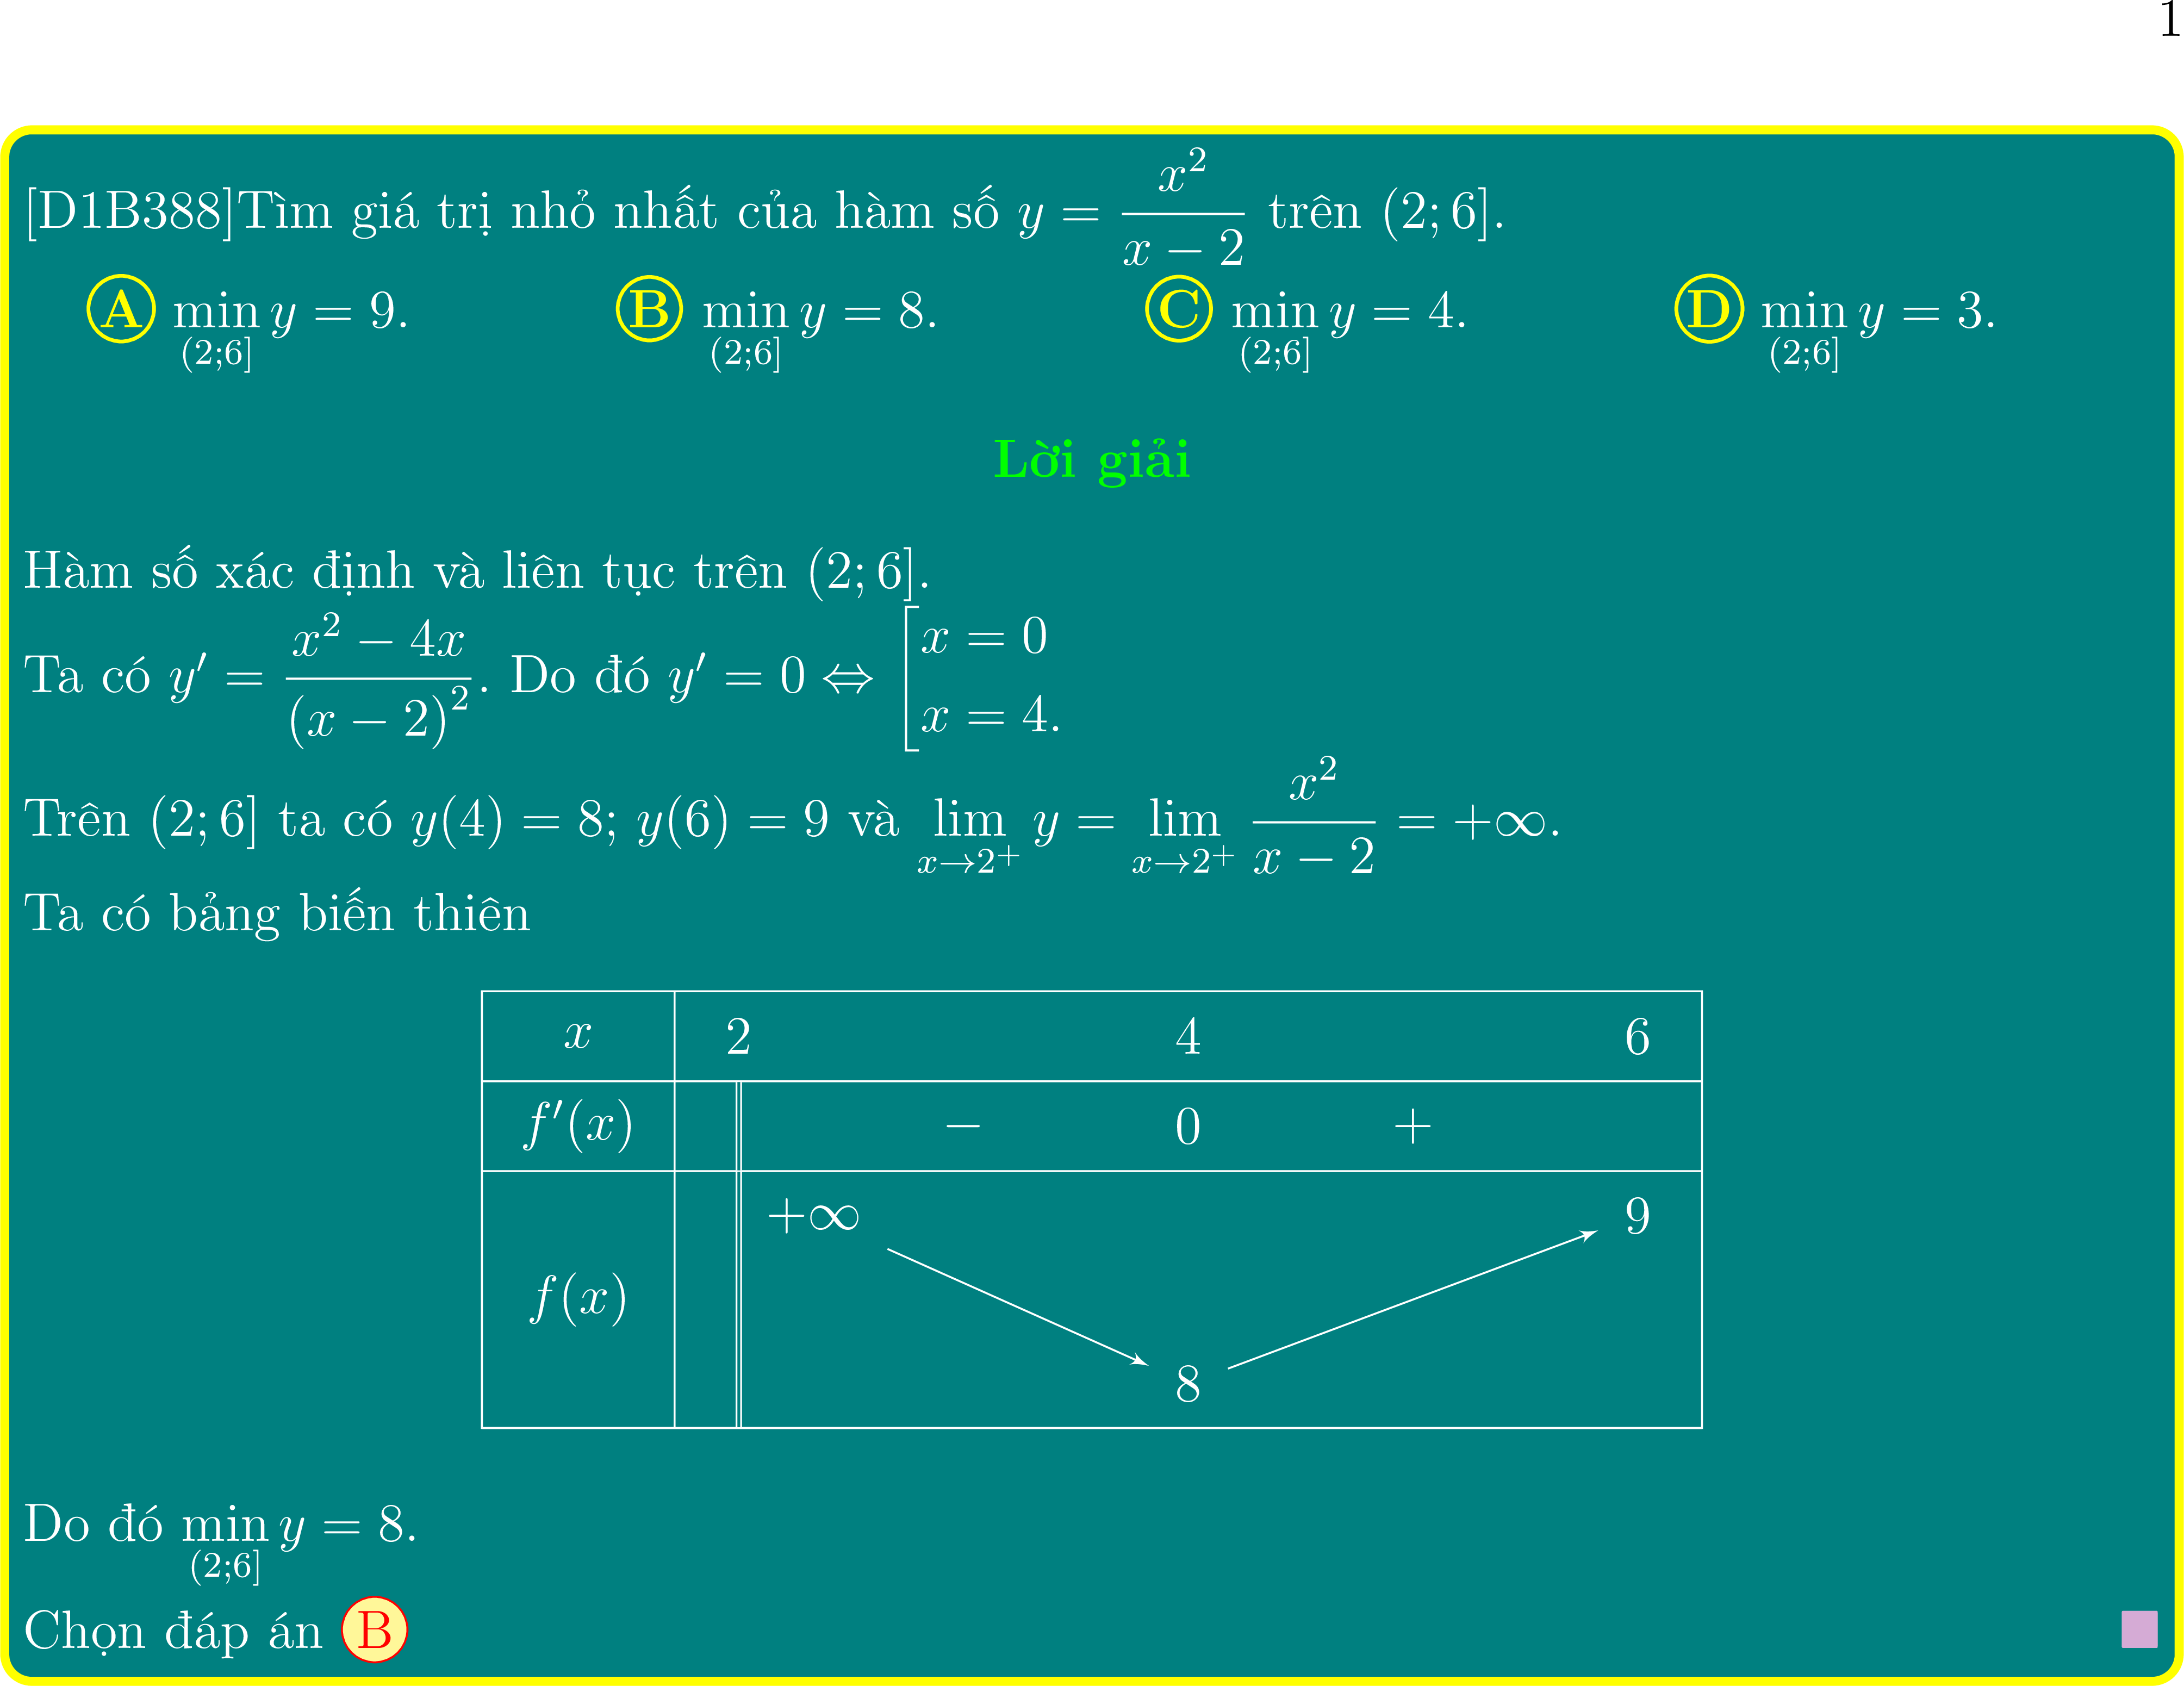 1
[D1B388]Tìm giá trị nhỏ nhất của hàm số $y = \dfrac{x^2}{x-2}$ trên $(2; 6]$.
A $\min\limits_{(2;6]} y = 9$. B $\min\limits_{(2;6]} y = 8$. C $\min\limits_{(2;6]} y = 4$. D $\min\limits_{(2;6]} y = 3$.
Lời giải
Hàm số xác định và liên tục trên $(2; 6]$.
Ta có $y' = \dfrac{x^2-4x}{(x-2)^2}$. Do đó $y' = 0 \Leftrightarrow \left[\begin{array}{l} x = 0 \\ x = 4. \end{array}\right.$
Trên $(2; 6]$ ta có $y(4) = 8$; $y(6) = 9$ và $\lim\limits_{x\to 2^+} y = \lim\limits_{x\to 2^+} \dfrac{x^2}{x-2} = +\infty$.
Ta có bảng biến thiên
$x$ 2 4 6
$f'(x)$ − 0 +
$+\infty$ 9
$f(x)$
8
Do đó $\min\limits_{(2;6]} y = 8$.
Chọn đáp án B